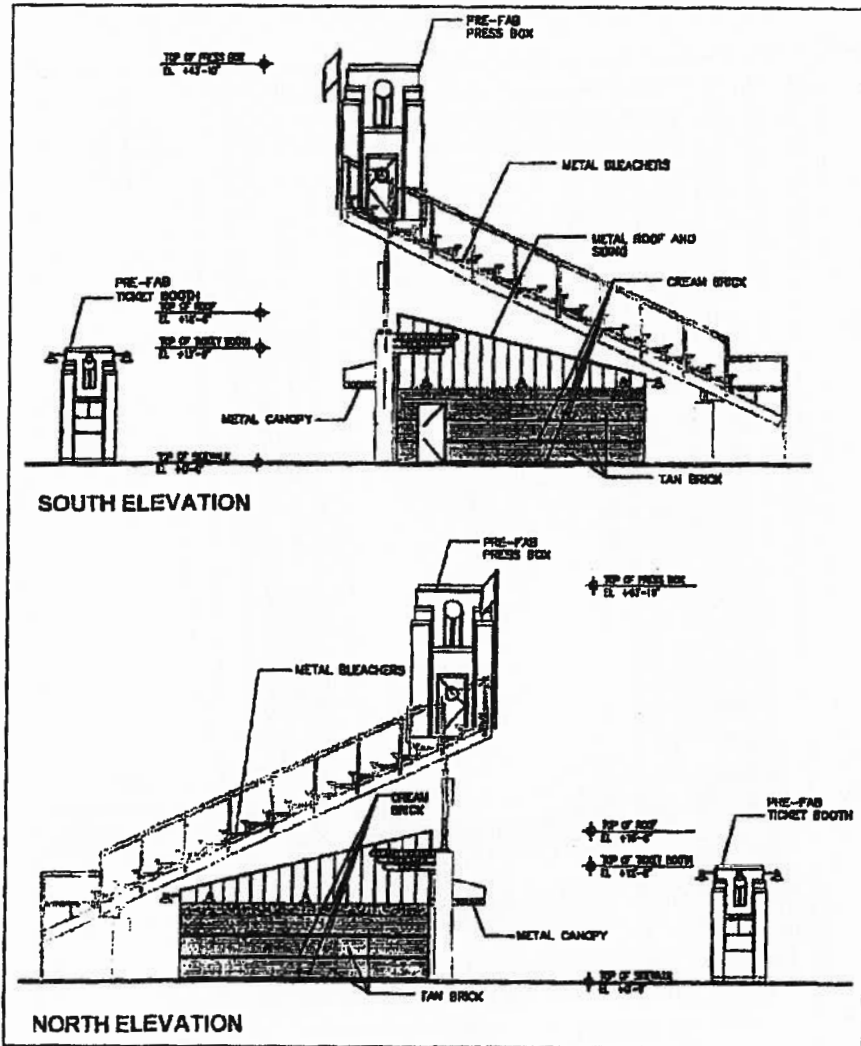 PRE-FAB
PRESS BOX
TOP OF PRESS BOX
METAL BLEACHERS
METAL ROOF AND
SIDING
CREAM BRICK
PRE-FAB
TICKET BOOTH
TOP OF ROOF
TOP OF TICKET BOOTH
METAL CANOPY
TOP OF SIDEWALK
TAN BRICK
SOUTH ELEVATION
PRE-FAB
PRESS BOX
TOP OF PRESS BOX
METAL BLEACHERS
CREAM
BRICK
PRE-FAB
TICKET BOOTH
TOP OF ROOF
TOP OF TICKET BOOTH
METAL CANOPY
TOP OF SIDEWALK
TAN BRICK
NORTH ELEVATION